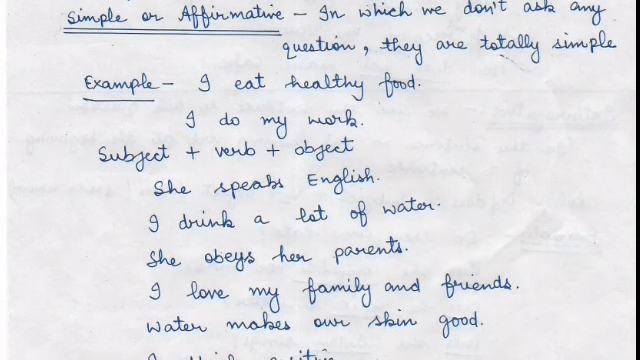 Simple or Affirmative - In which we don't ask any
question, they are totally simple
Example - I eat healthy food.
I do my work.
Subject + verb + object
She speaks English.
I drink a lot of water.
She obeys her parents.
I love my family and friends.
Water makes our skin good.